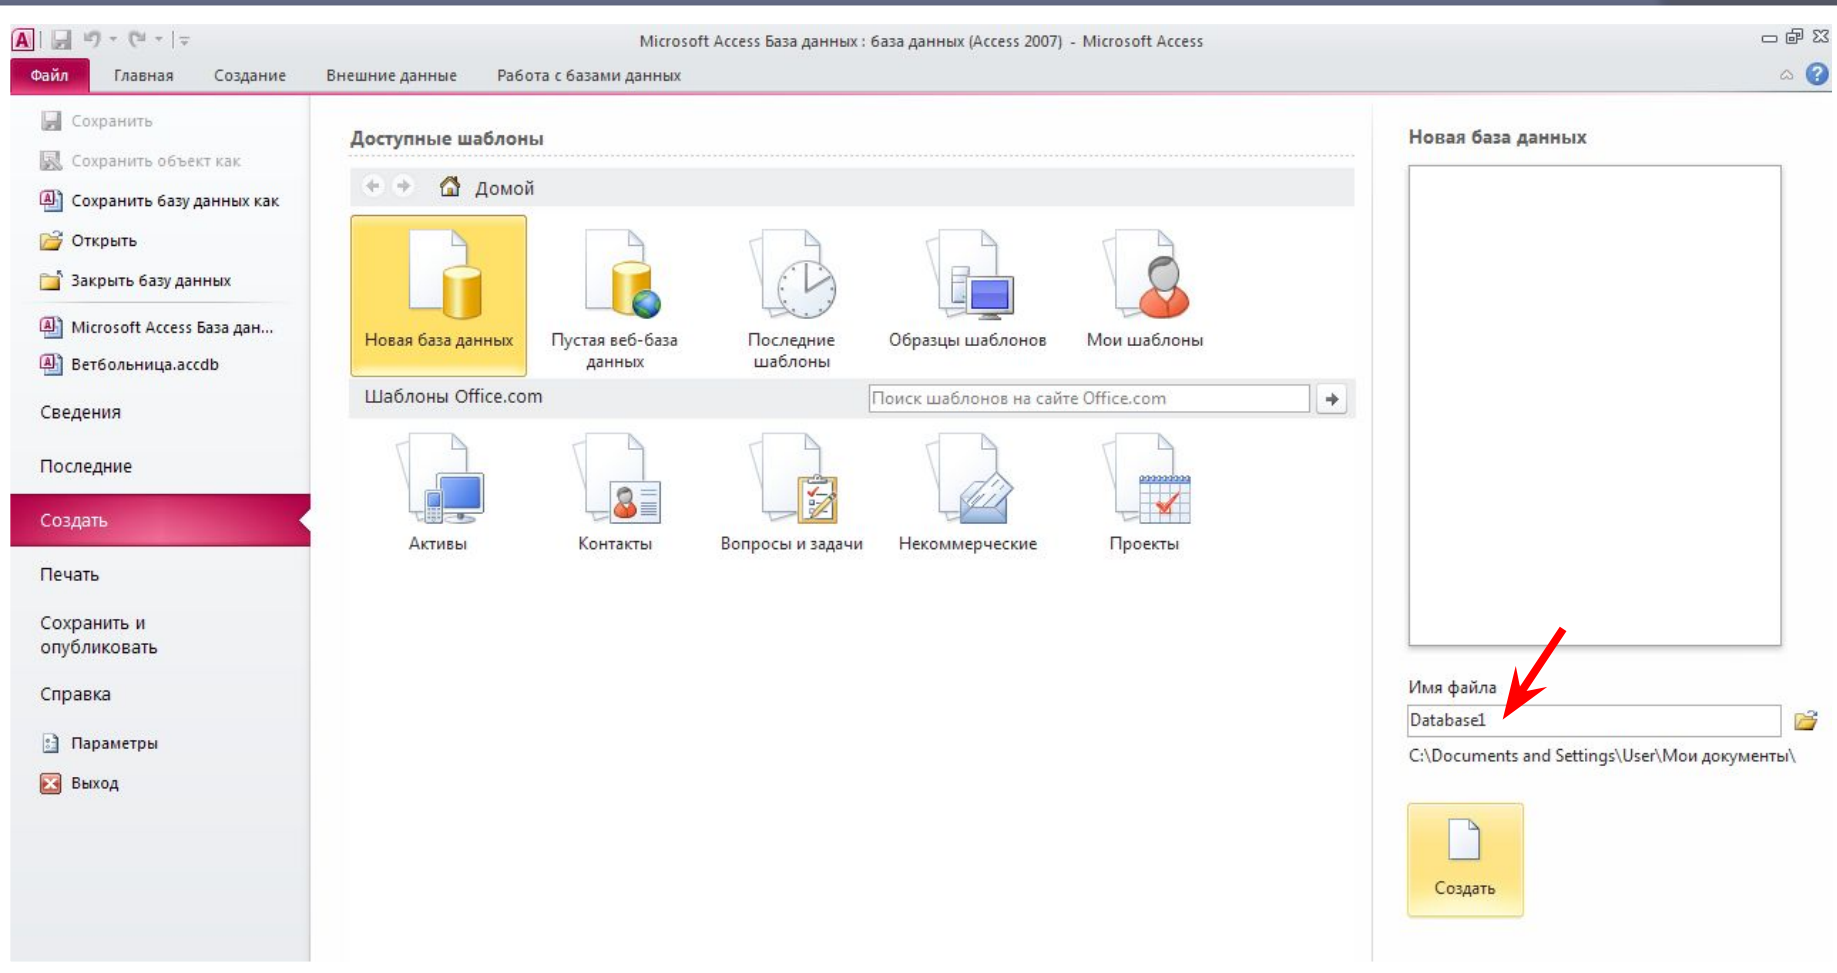 Microsoft Access База данных : база данных (Access 2007) - Microsoft Access
Файл Главная Создание Внешние данные Работа с базами данных
Сохранить
Сохранить объект как
Сохранить базу данных как
Открыть
Закрыть базу данных
Microsoft Access База дан...
Ветбольница.accdb
Сведения
Последние
Создать
Печать
Сохранить и
опубликовать
Справка
Параметры
Выход
Доступные шаблоны
Домой
Новая база данных
Пустая веб-база
данных
Последние
шаблоны
Образцы шаблонов
Мои шаблоны
Шаблоны Office.com
Поиск шаблонов на сайте Office.com
Активы
Контакты
Вопросы и задачи
Некоммерческие
Проекты
Новая база данных
Имя файла
Database1
C:\Documents and Settings\User\Мои документы\
Создать